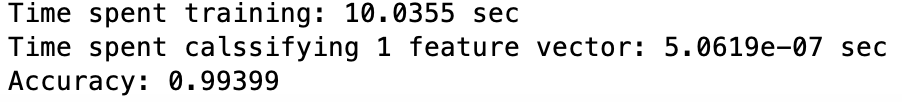 Time spent training: 10.0355 sec
Time spent calssifying 1 feature vector: 5.0619e-07 sec
Accuracy: 0.99399